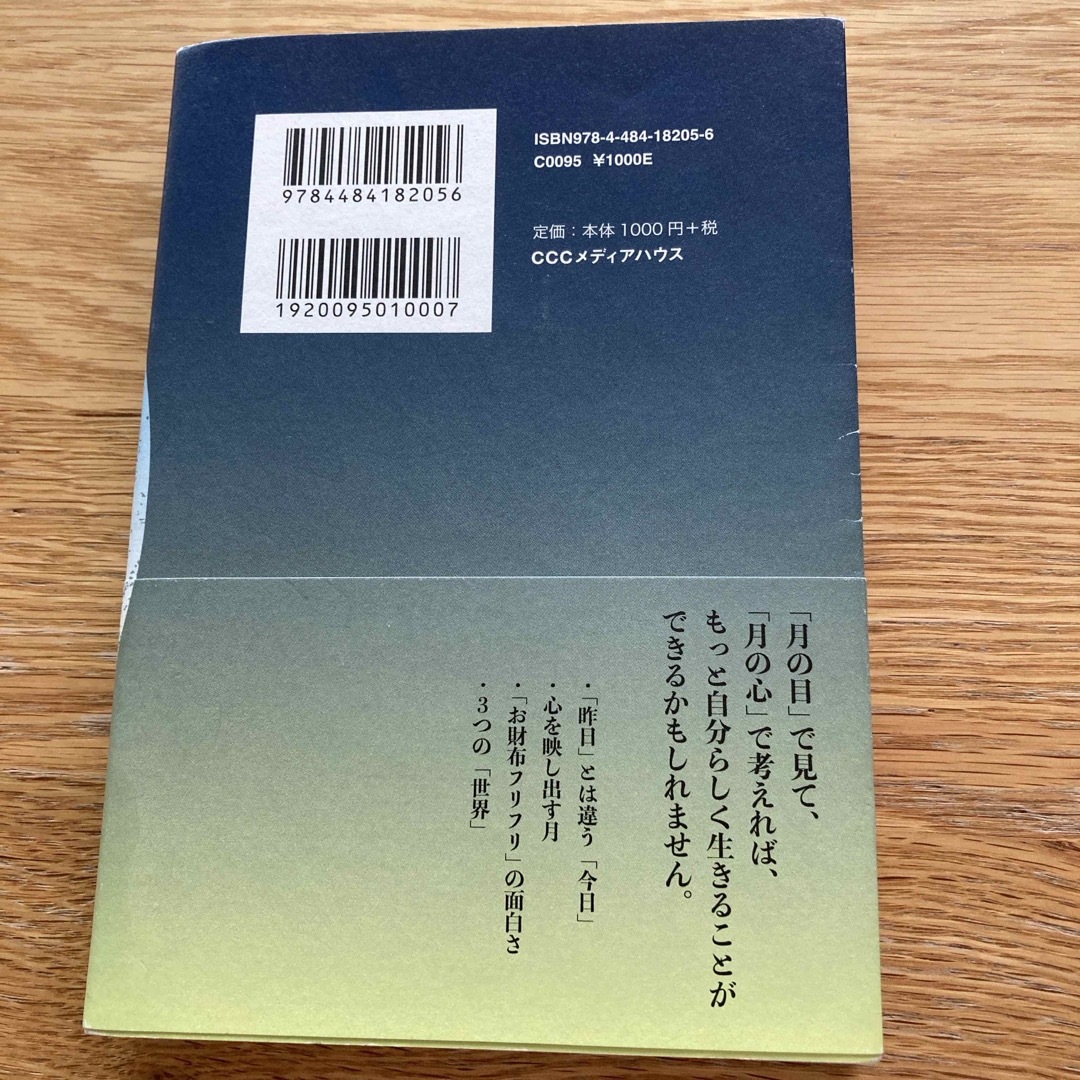 9784484182056
1920095010007
ISBN978-4-484-18205-6
C0095 ¥1000E
定価：本体1000円＋税
CCCメディアハウス
「月の目」で見て、
「月の心」で考えれば、
もっと自分らしく生きることが
できるかもしれません。
・「昨日」とは違う「今日」
・心を映し出す月
・「お財布フリフリ」の面白さ
・3つの「世界」